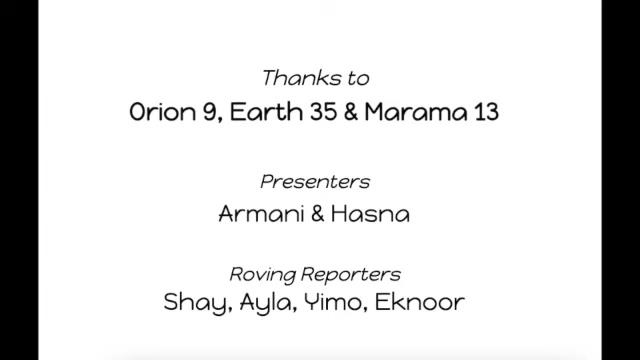 Thanks to
Orion 9, Earth 35 & Marama 13
Presenters
Armani & Hasna
Roving Reporters
Shay, Ayla, Yimo, Eknoor